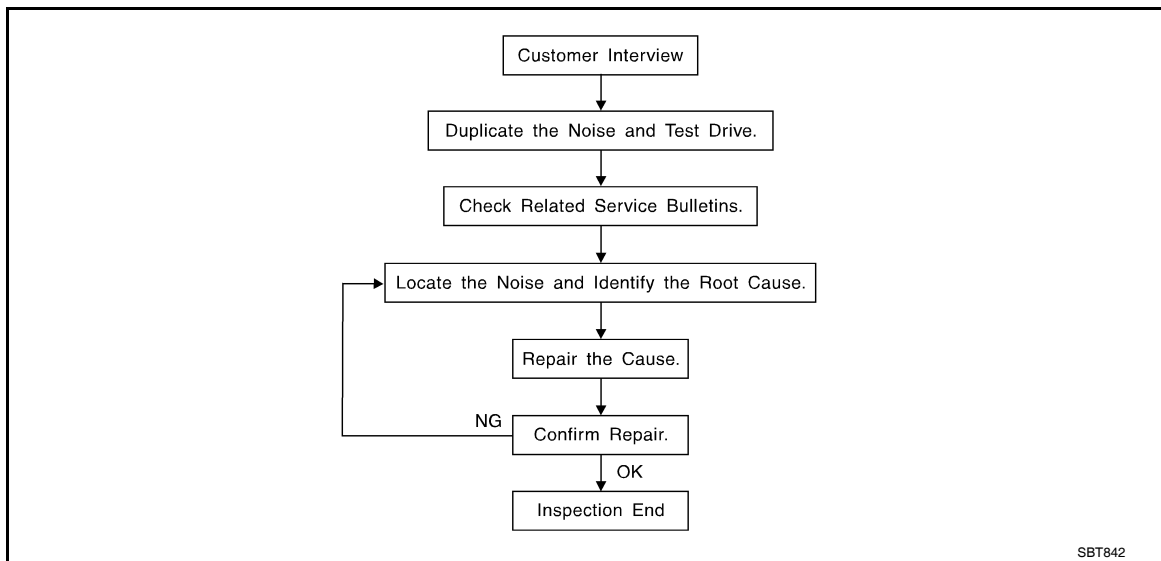 Customer Interview
Duplicate the Noise and Test Drive.
Check Related Service Bulletins.
Locate the Noise and Identify the Root Cause.
Repair the Cause.
NG
Confirm Repair.
OK
Inspection End
SBT842